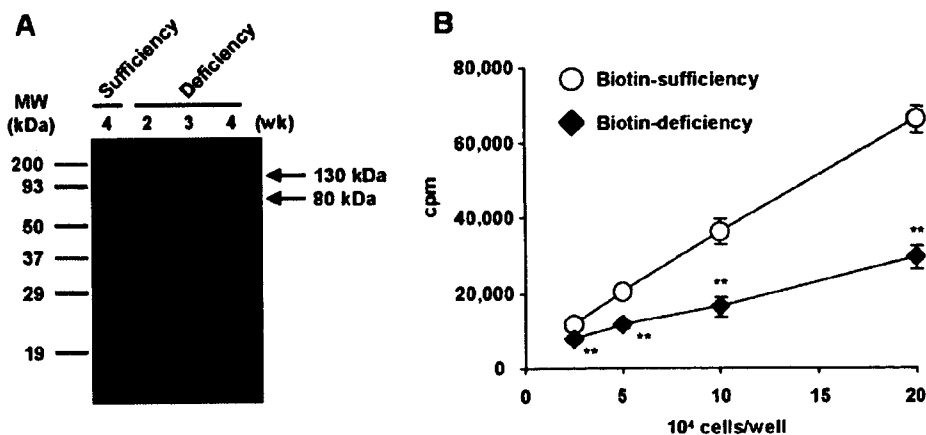 A
Sufficiency
Deficiency
MW
(kDa)
4 2 3 4 (wk)
200
93
50
37
29
19
130 kDa
80 kDa
B
80,000
60,000
40,000
20,000
0
cpm
Biotin-sufficiency
Biotin-deficiency
**
**
**
**
0 5 10 15 20
10⁴ cells/well